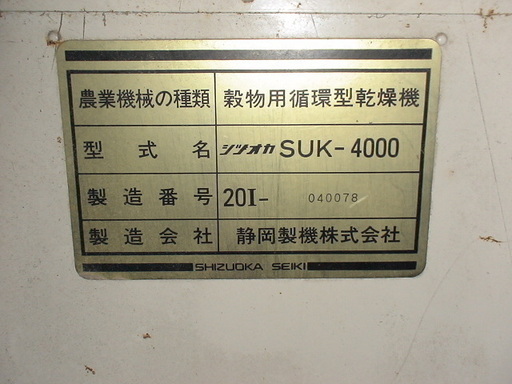 農業機械の種類 穀物用循環型乾燥機
型式名 シヅオカ SUK-4000
製造番号 20I- 040078
製造会社 静岡製機株式会社
SHIZUOKA SEIKI